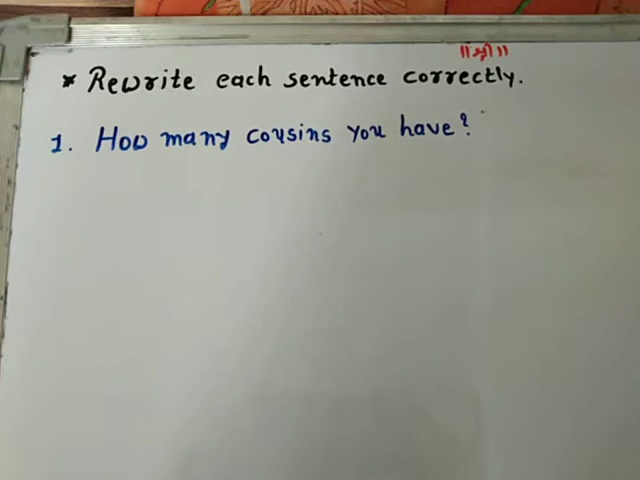 ॥श्री॥
* Rewrite each sentence correctly.
1. How many cousins you have?